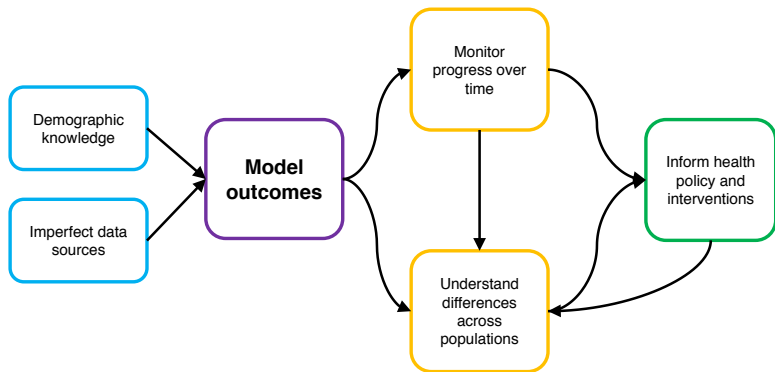 Demographic
knowledge
Imperfect data
sources
Model
outcomes
Monitor
progress over
time
Understand
differences
across
populations
Inform health
policy and
interventions